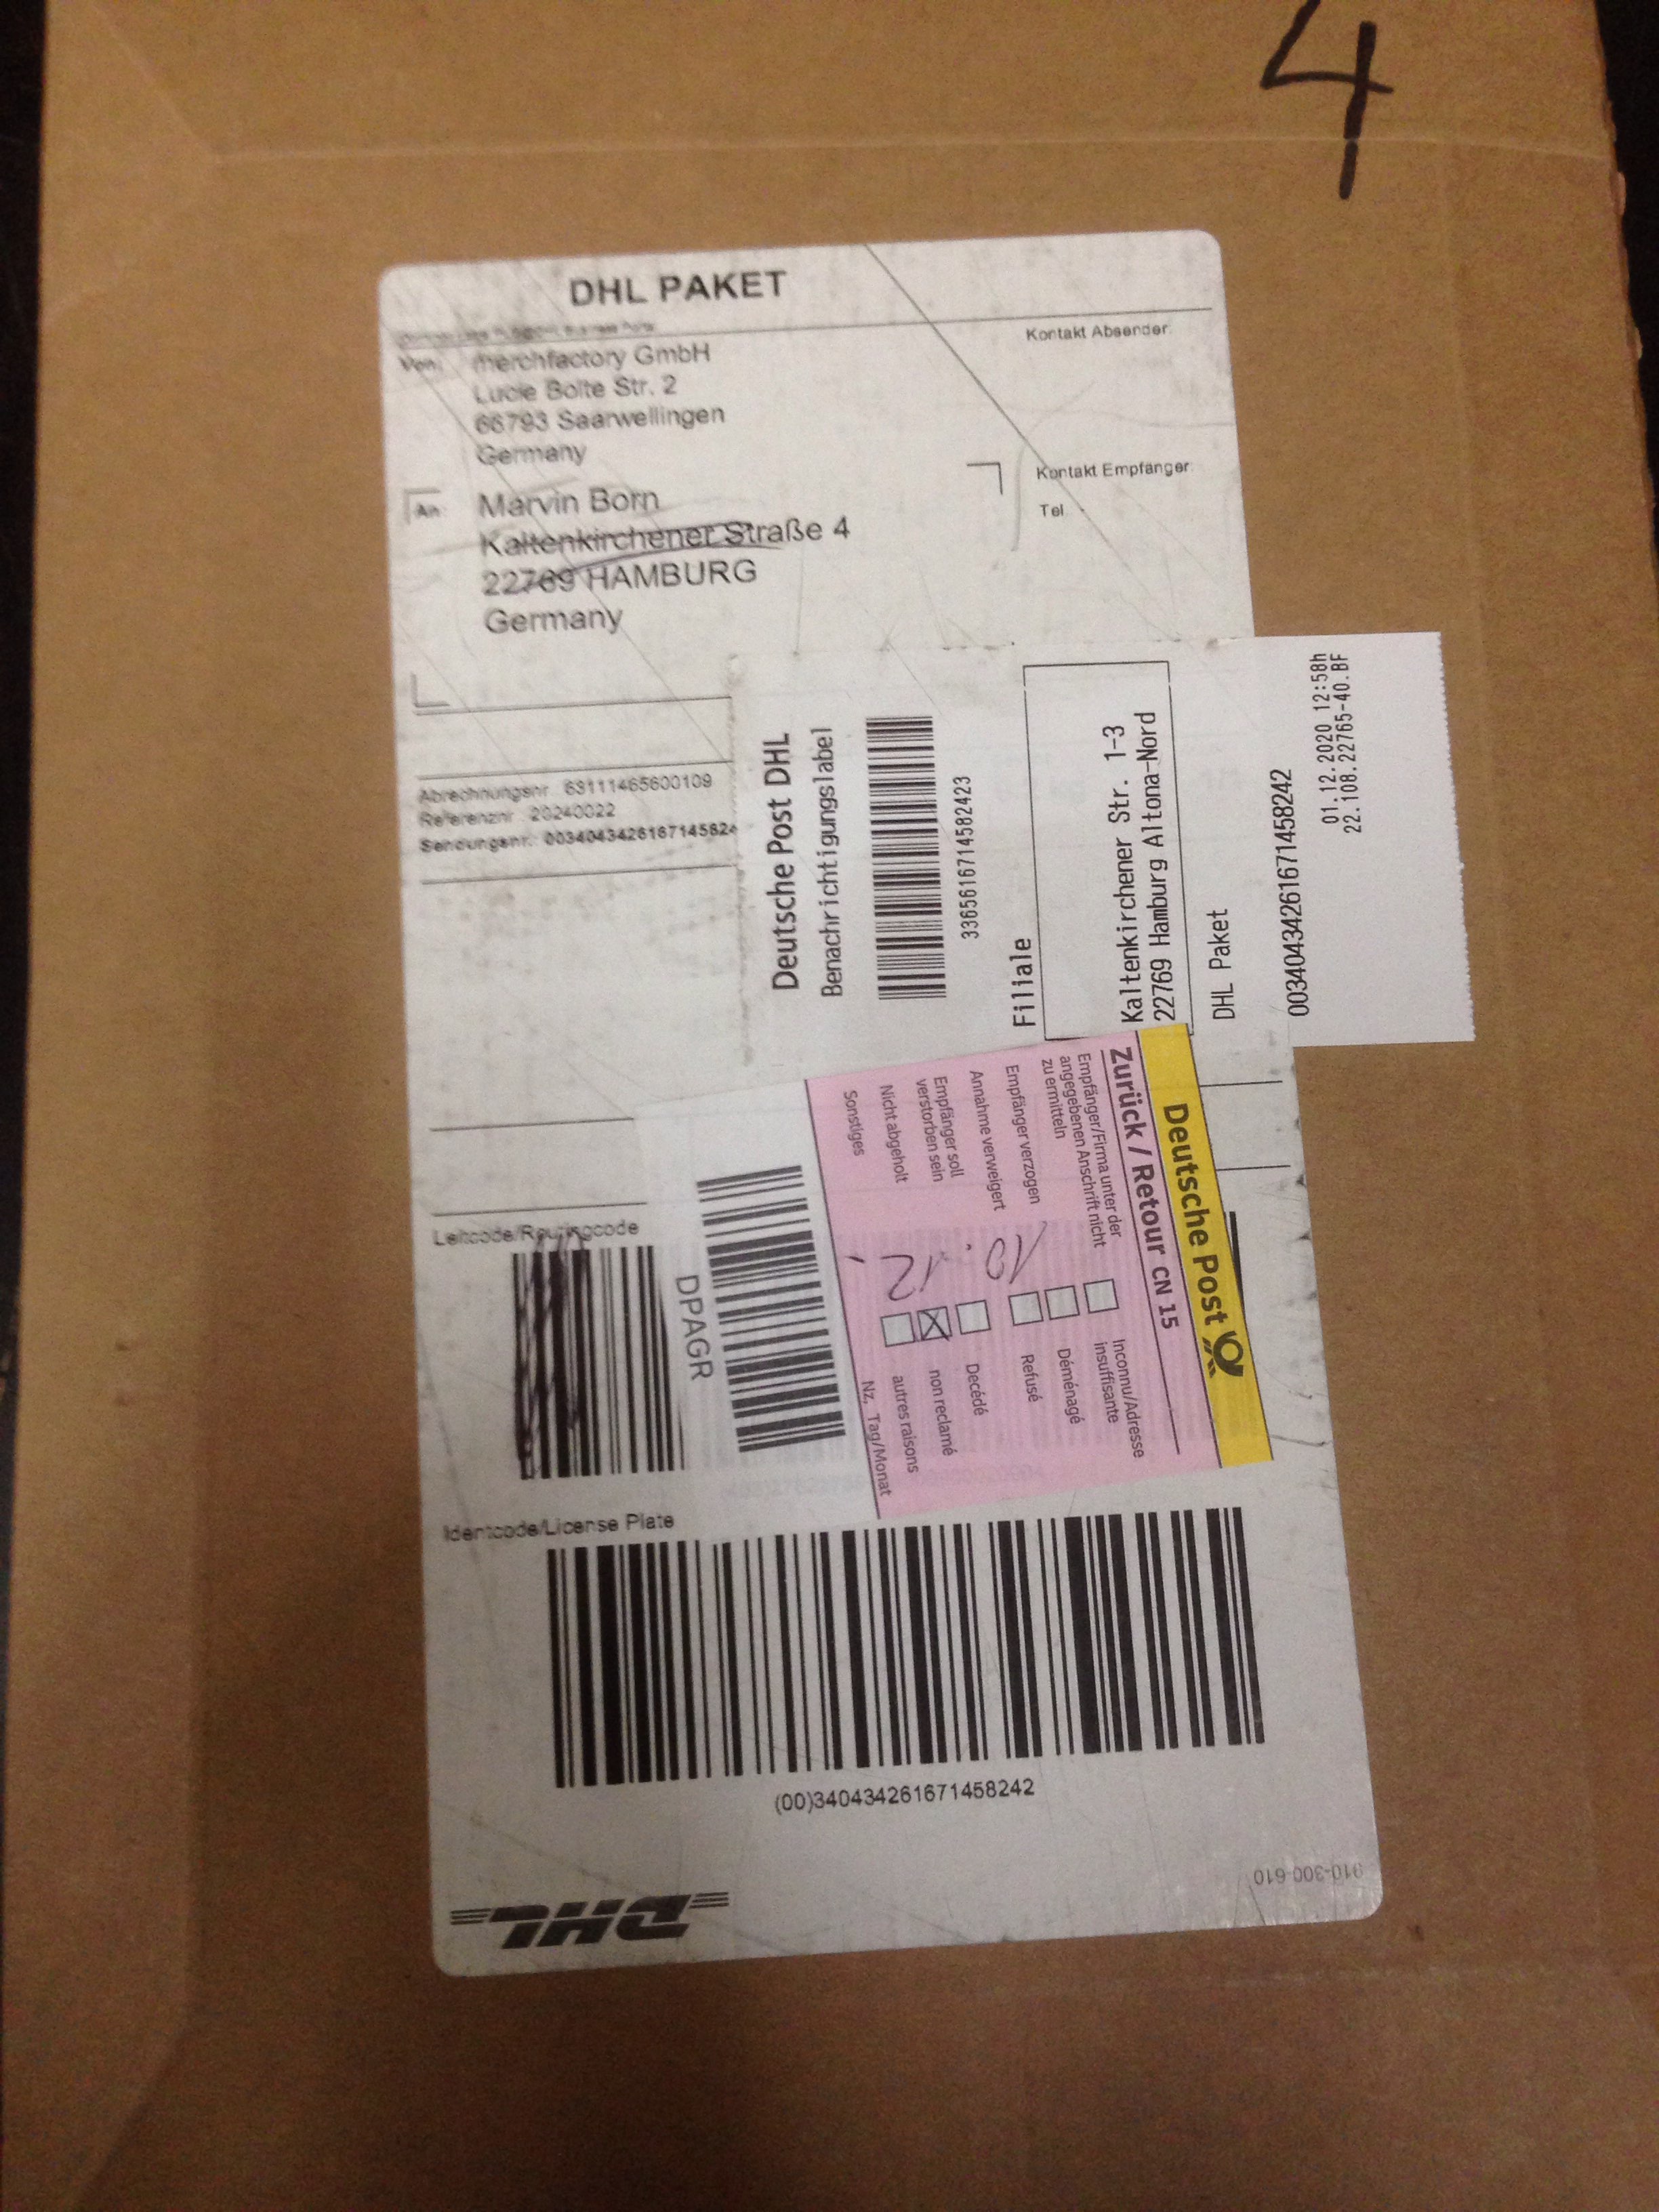 4
DHL PAKET
Kontakt Absender:
Von: merchfactory GmbH
Lucie Bolte Str. 2
66793 Saarwellingen
Germany
Kontakt Empfänger:
Tel.
An: Marvin Born
Kaltenkirchener Straße 4
22769 HAMBURG
Germany
Abrechnungsnr. 63111465600109
Referenznr. 20240022
Sendungsnr.: 0034043426167145824
Deutsche Post DHL
Benachrichtigungslabel
3365616714582423
Filiale
Kaltenkirchener Str. 1-3
22769 Hamburg Altona-Nord
DHL Paket
00340434261671458242
01.12.2020 12:58h
22.108.22765-40.BF
Deutsche Post
Zurück / Retour CN 15
Empfänger/Firma unter der
angegebenen Anschrift nicht
zu ermitteln
Inconnu/Adresse
insuffisante
Empfänger verzogen
Déménagé
Annahme verweigert
Refusé
Empfänger soll
verstorben sein
Decédé
Nicht abgeholt
non reclamé
Sonstiges
autres raisons
10. 12.
Nz. Tag/Monat
DPAGR
Leitcode/Routingcode
Identcode/License Plate
(00)340434261671458242
910-300-610
DHL